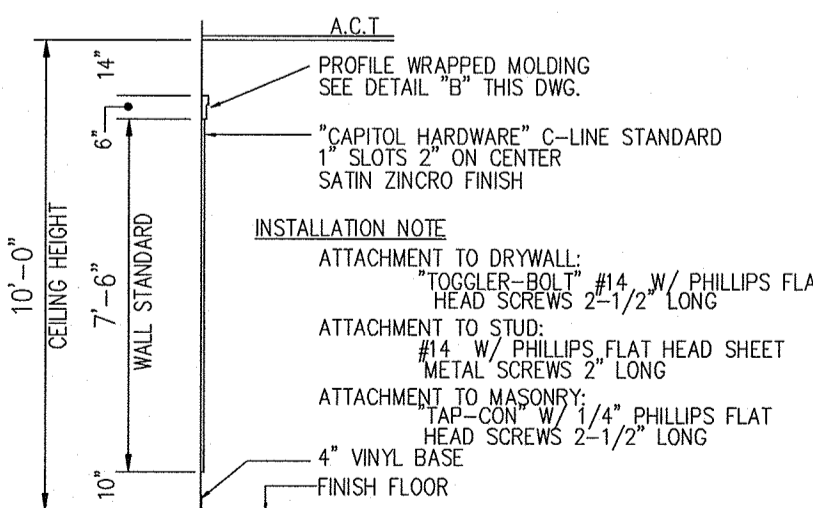 A.C.T
14"
PROFILE WRAPPED MOLDING
SEE DETAIL "B" THIS DWG.
6"
"CAPITOL HARDWARE" C-LINE STANDARD
1" SLOTS 2" ON CENTER
SATIN ZINCRO FINISH
10'-0"
CEILING HEIGHT
7'-6"
WALL STANDARD
INSTALLATION NOTE
ATTACHMENT TO DRYWALL:
"TOGGLER-BOLT" #14 W/ PHILLIPS FLA
HEAD SCREWS 2-1/2" LONG
ATTACHMENT TO STUD:
#14 W/ PHILLIPS FLAT HEAD SHEET
METAL SCREWS 2" LONG
ATTACHMENT TO MASONRY:
"TAP-CON" W/ 1/4" PHILLIPS FLAT
HEAD SCREWS 2-1/2" LONG
10"
4" VINYL BASE
FINISH FLOOR